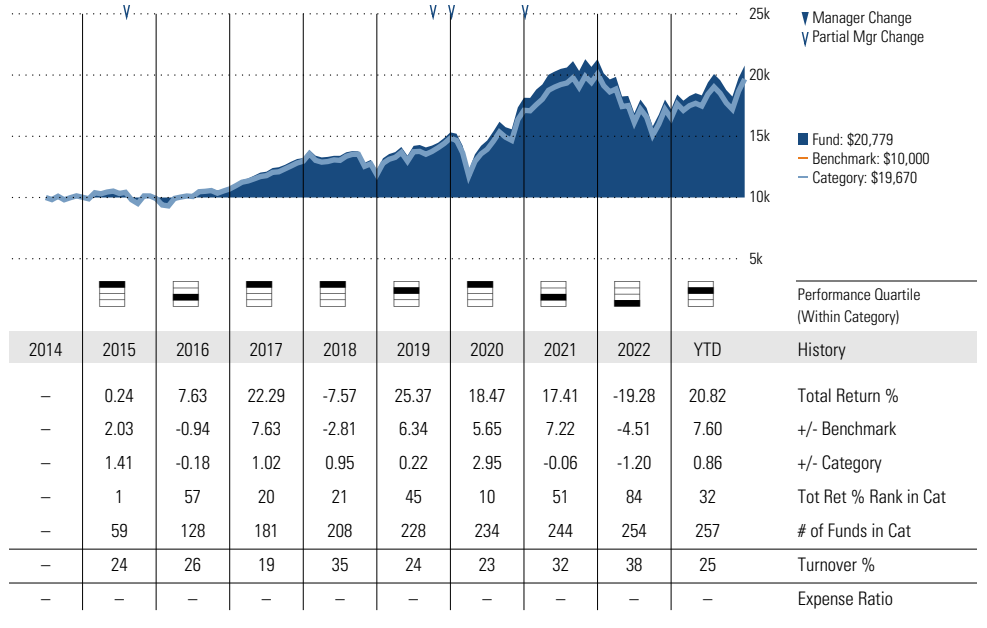 25k
20k
15k
10k
5k
Manager Change
Partial Mgr Change
Fund: $20,779
Benchmark: $10,000
Category: $19,670
Performance Quartile
(Within Category)
2014 2015 2016 2017 2018 2019 2020 2021 2022 YTD History
– 0.24 7.63 22.29 -7.57 25.37 18.47 17.41 -19.28 20.82 Total Return %
– 2.03 -0.94 7.63 -2.81 6.34 5.65 7.22 -4.51 7.60 +/- Benchmark
– 1.41 -0.18 1.02 0.95 0.22 2.95 -0.06 -1.20 0.86 +/- Category
– 1 57 20 21 45 10 51 84 32 Tot Ret % Rank in Cat
– 59 128 181 208 228 234 244 254 257 # of Funds in Cat
– 24 26 19 35 24 23 32 38 25 Turnover %
– – – – – – – – – – Expense Ratio